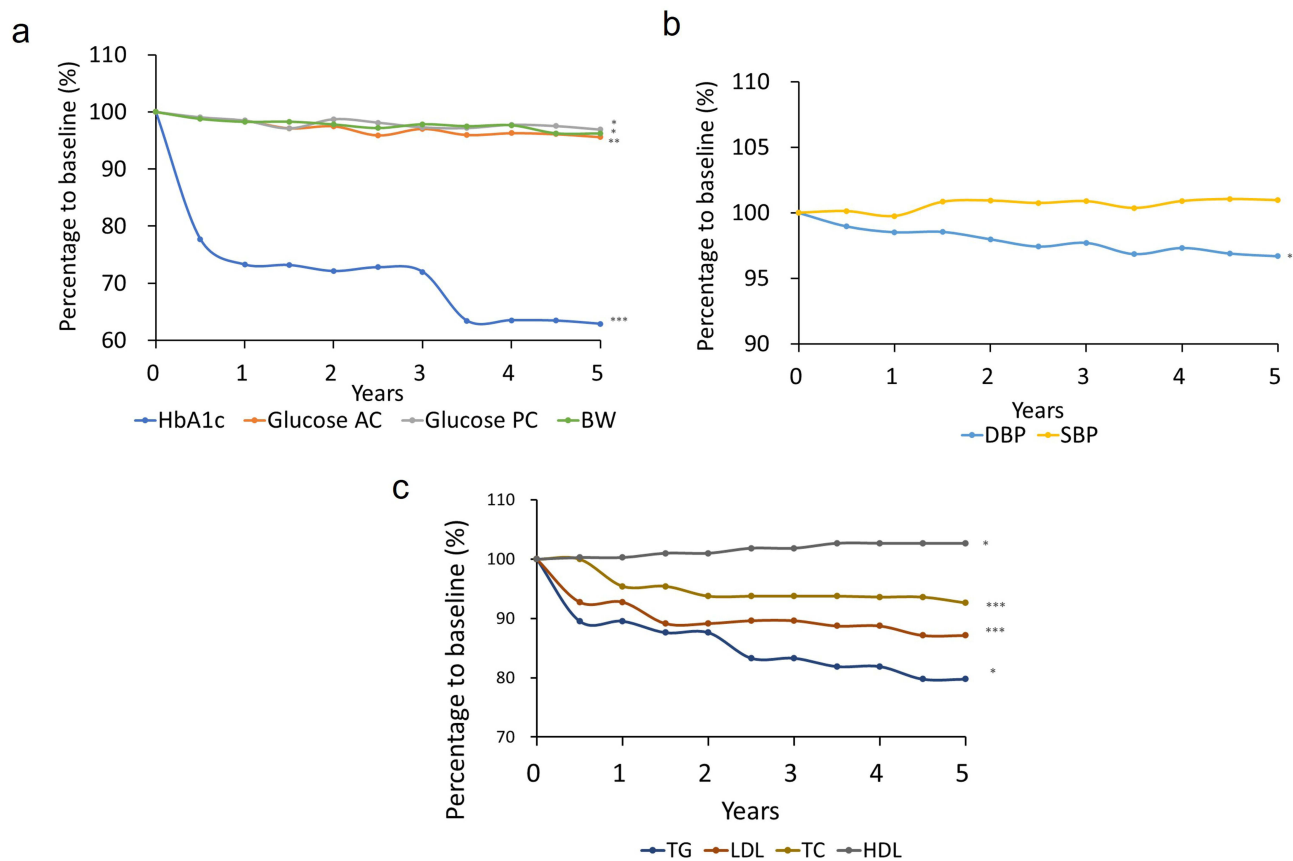 a
Percentage to baseline (%)
110
100
90
80
70
60
0 1 2 3 4 5
Years
*
*
**
***
HbA1c Glucose AC Glucose PC BW
b
Percentage to baseline (%)
110
105
100
95
90
0 1 2 3 4 5
Years
*
DBP SBP
c
Percentage to baseline (%)
110
100
90
80
70
0 1 2 3 4 5
Years
*
***
***
*
TG LDL TC HDL